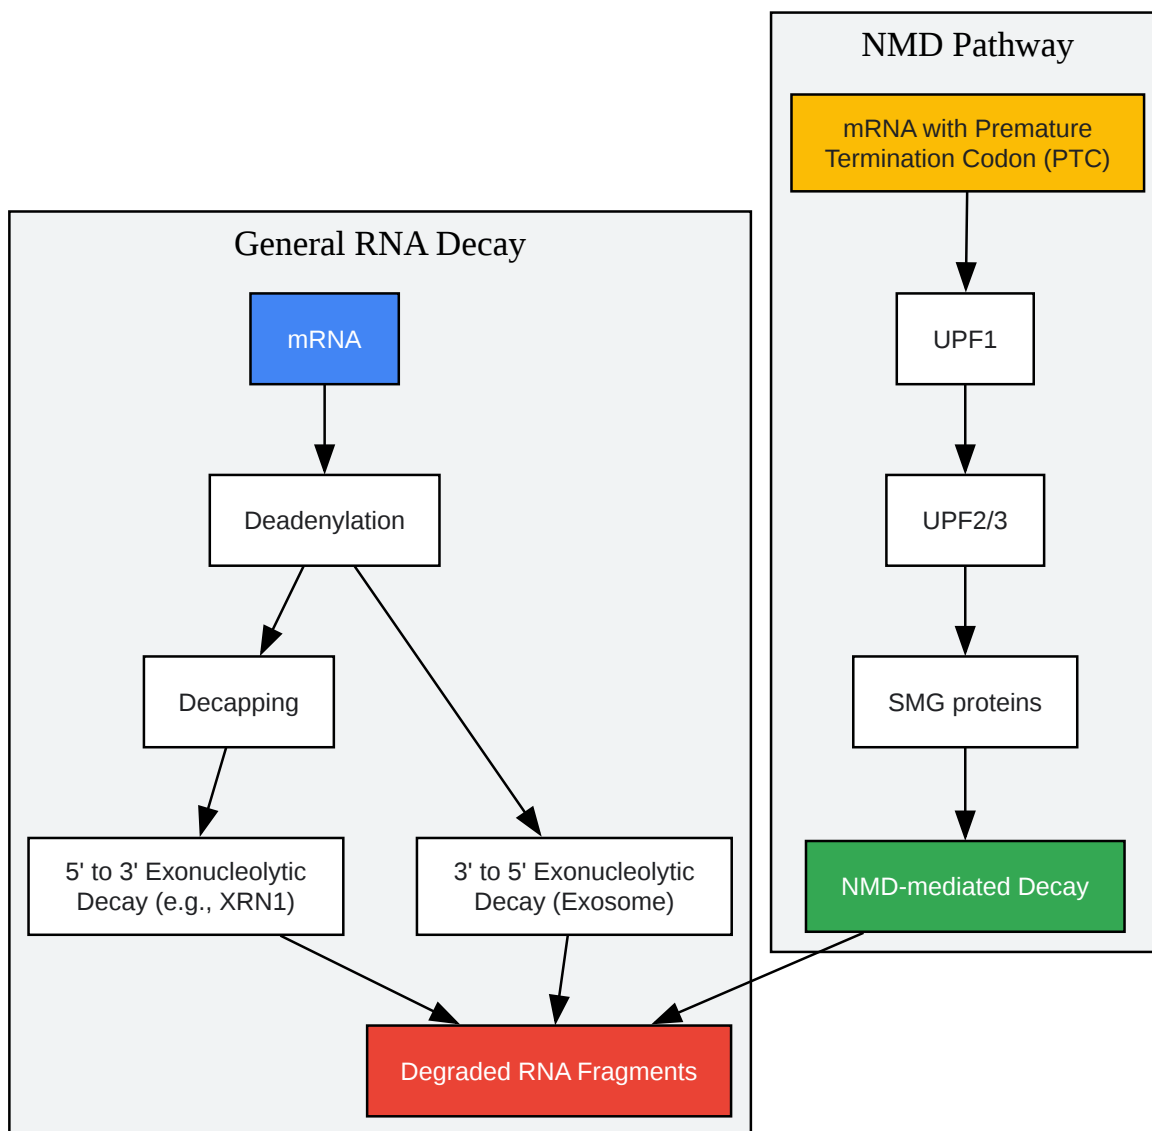 General RNA Decay
mRNA
Deadenylation
Decapping
5' to 3' Exonucleolytic
Decay (e.g., XRN1)
3' to 5' Exonucleolytic
Decay (Exosome)
Degraded RNA Fragments
NMD Pathway
mRNA with Premature
Termination Codon (PTC)
UPF1
UPF2/3
SMG proteins
NMD-mediated Decay